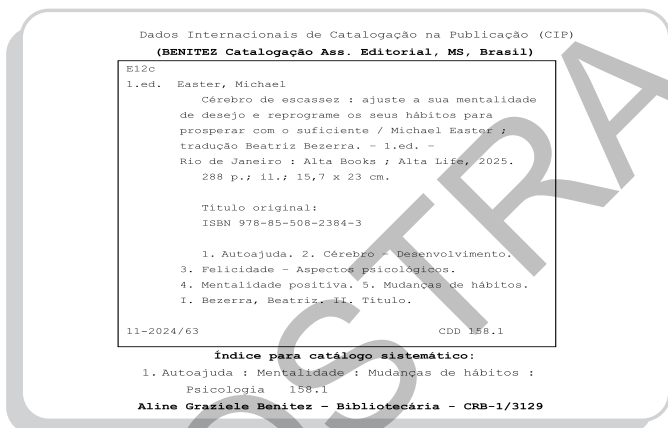 Dados Internacionais de Catalogação na Publicação (CIP)
(BENITEZ Catalogação Ass. Editorial, MS, Brasil)
E12c
1.ed. Easter, Michael
Cérebro de escassez : ajuste a sua mentalidade
de desejo e reprograme os seus hábitos para
prosperar com o suficiente / Michael Easter ;
tradução Beatriz Bezerra. – 1.ed. –
Rio de Janeiro : Alta Books ; Alta Life, 2025.
288 p.; il.; 15,7 x 23 cm.
Título original:
ISBN 978-85-508-2384-3
1. Autoajuda. 2. Cérebro – Desenvolvimento.
3. Felicidade – Aspectos psicológicos.
4. Mentalidade positiva. 5. Mudanças de hábitos.
I. Bezerra, Beatriz. II. Título.
11-2024/63 CDD 158.1
Índice para catálogo sistemático:
1. Autoajuda : Mentalidade : Mudanças de hábitos :
Psicologia 158.1
Aline Graziele Benitez – Bibliotecária - CRB-1/3129
OSTRA